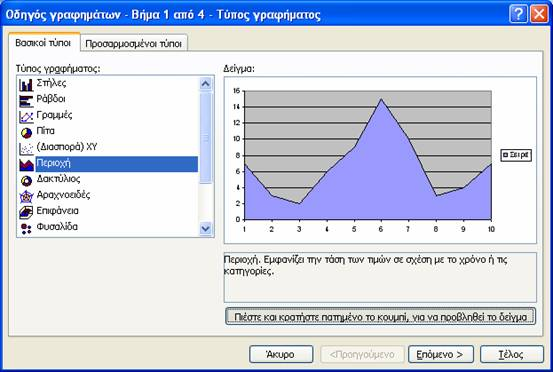 Οδηγός γραφημάτων - Βήμα 1 από 4 - Τύπος γραφήματος
Βασικοί τύποι
Προσαρμοσμένοι τύποι
Τύπος γραφήματος:
Στήλες
Ράβδοι
Γραμμές
Πίτα
(Διασπορά) XY
Περιοχή
Δακτύλιος
Αραχνοειδές
Επιφάνεια
Φυσαλίδα
Δείγμα:
16
14
12
10
8
6
4
2
0
1 2 3 4 5 6 7 8 9 10
Περιοχή. Εμφανίζει την τάση των τιμών σε σχέση με το χρόνο ή τις
κατηγορίες.
Πιέστε και κρατήστε πατημένο το κουμπί, για να προβληθεί το δείγμα
Άκυρο
<Προηγούμενο
Επόμενο >
Τέλος